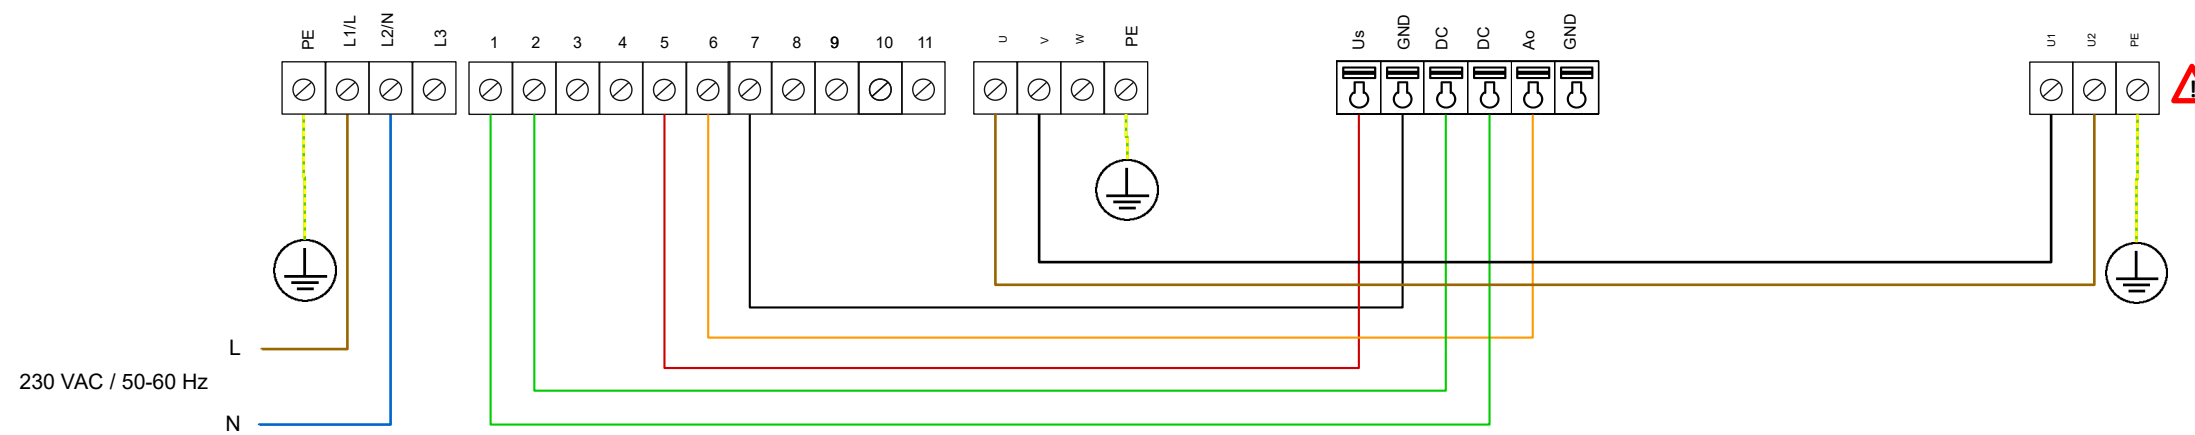 PE L1/L L2/N L3 1 2 3 4 5 6 7 8 9 10 11 U V W PE Us GND DC DC Ao GND U1 U2 PE
!
L
230 VAC / 50-60 Hz
N